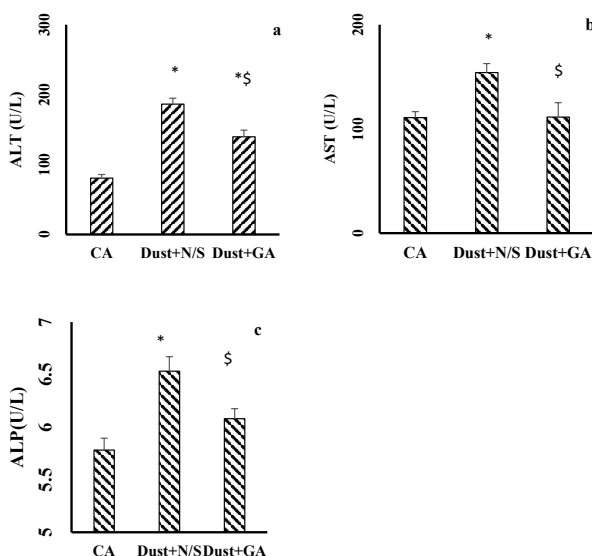 a
ALT (U/L)
300
200
100
0
*
*$
CA Dust+N/S Dust+GA
b
AST (U/L)
200
100
0
*
$
CA Dust+N/S Dust+GA
c
ALP(U/L)
7
6.5
6
5.5
5
*
$
CA Dust+N/S Dust+GA